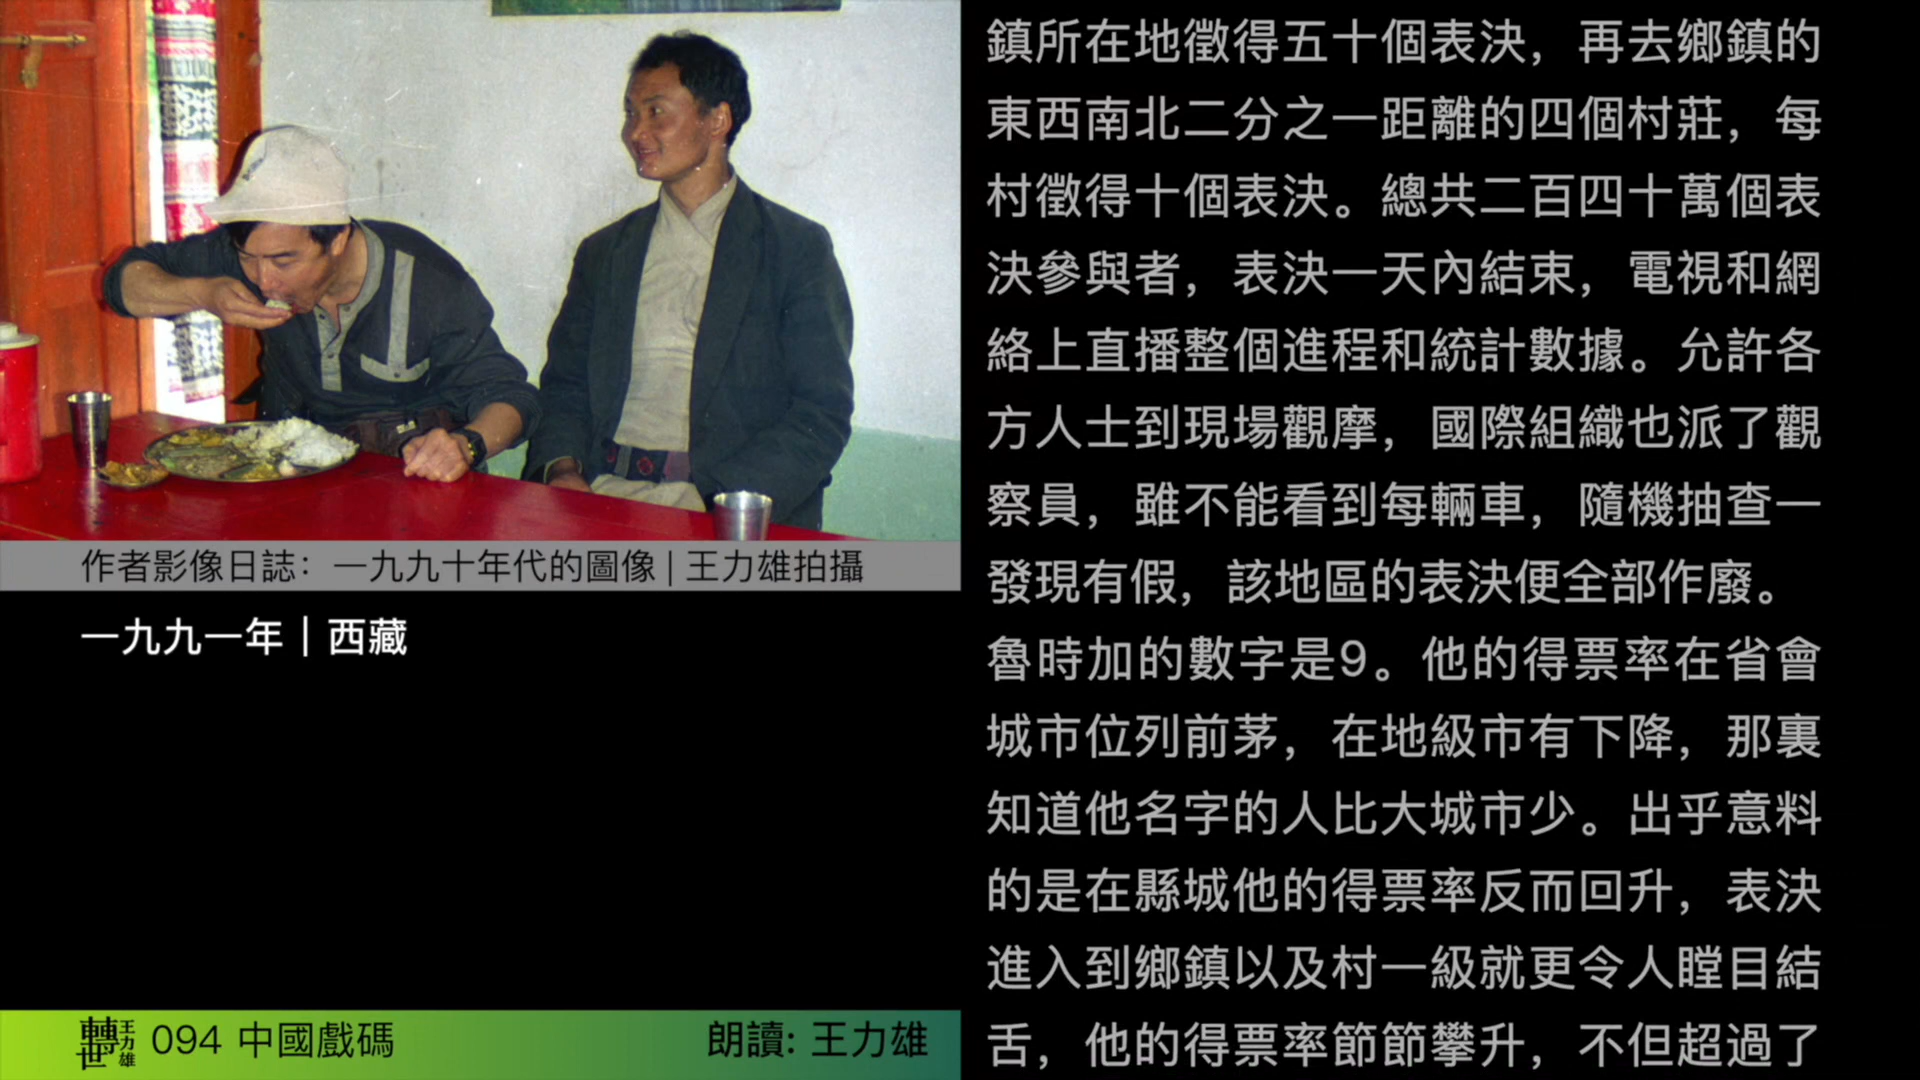 作者影像日誌：一九九十年代的圖像 | 王力雄拍攝
一九九一年｜西藏
轉世
王力雄
094 中國戲碼
朗讀: 王力雄
鎮所在地徵得五十個表決，再去鄉鎮的
東西南北二分之一距離的四個村莊，每
村徵得十個表決。總共二百四十萬個表
決參與者，表決一天內結束，電視和網
絡上直播整個進程和統計數據。允許各
方人士到現場觀摩，國際組織也派了觀
察員，雖不能看到每輛車，隨機抽查一
發現有假，該地區的表決便全部作廢。
魯時加的數字是9。他的得票率在省會
城市位列前茅，在地級市有下降，那裏
知道他名字的人比大城市少。出乎意料
的是在縣城他的得票率反而回升，表決
進入到鄉鎮以及村一級就更令人瞠目結
舌，他的得票率節節攀升，不但超過了